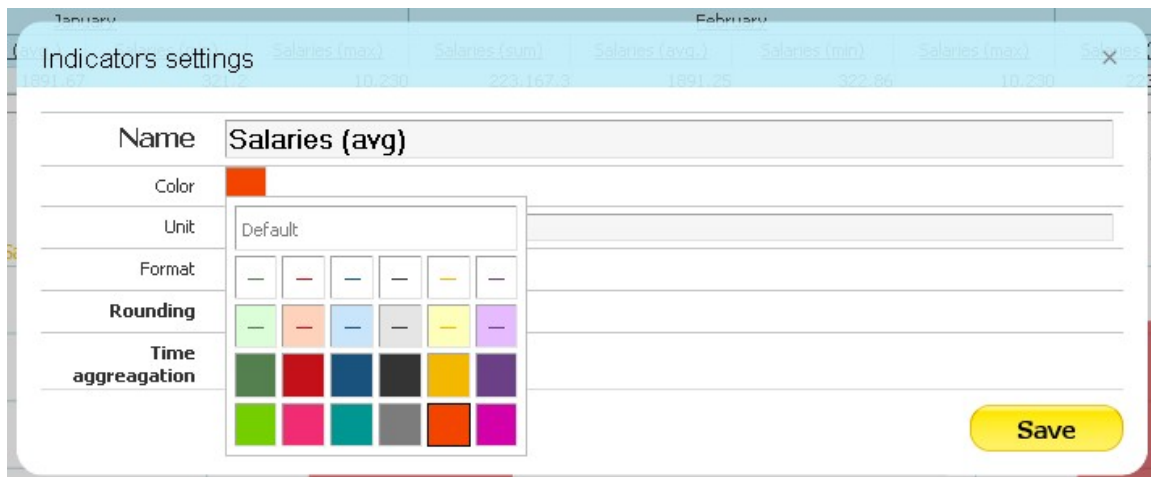 January February
Salaries (max) Salaries (sum) Salaries (avg.) Salaries (min) Salaries (max)
Indicators settings ×
1891.67 321.2 10,230 223,167.3 1891.25 322.86 10,230
Name Salaries (avg)
Color
Unit
Default
Format
Rounding
Time
aggreagation
Save